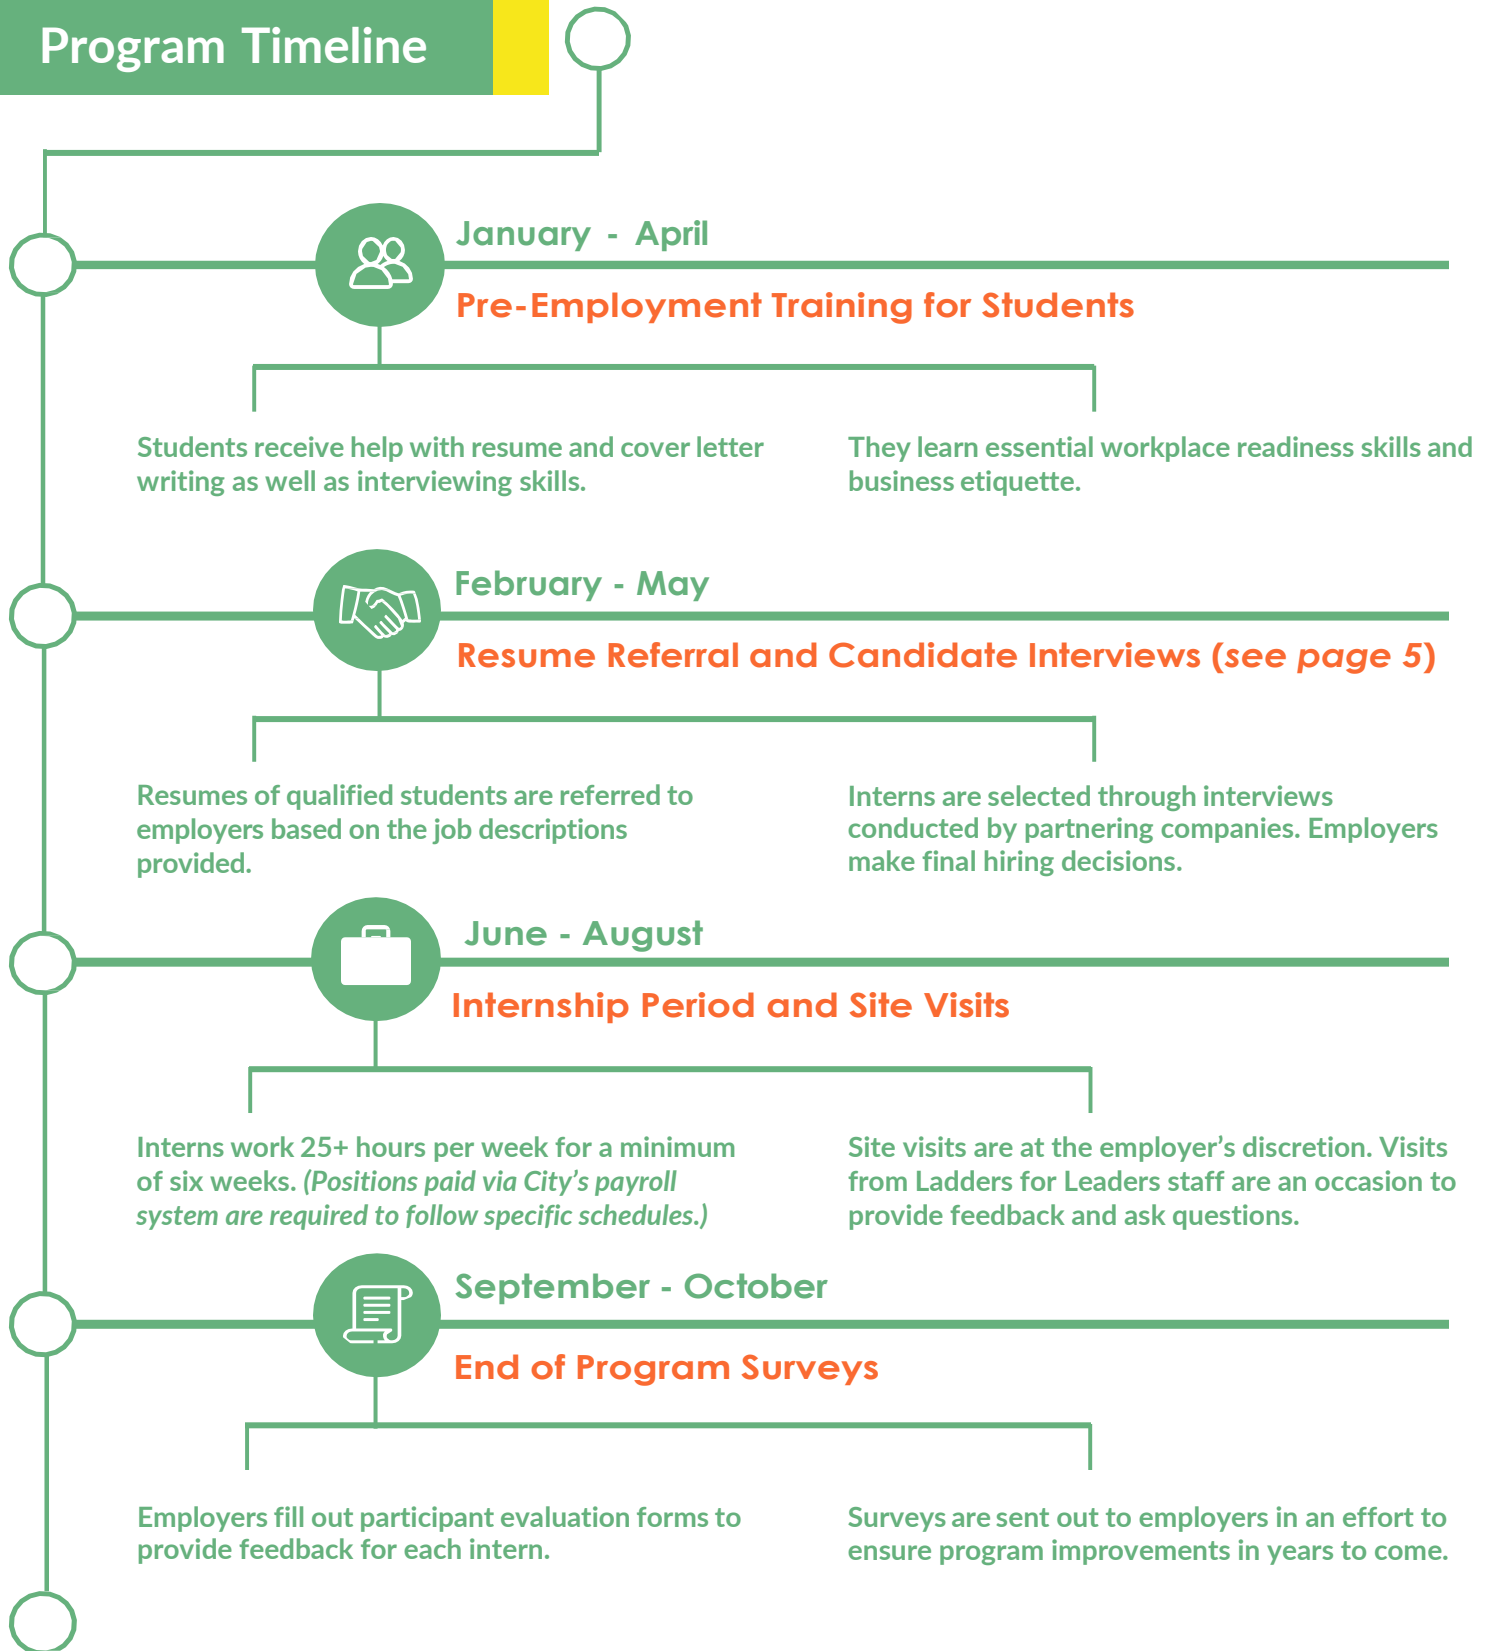 Program Timeline
January - April
Pre-Employment Training for Students
Students receive help with resume and cover letter
writing as well as interviewing skills.
They learn essential workplace readiness skills and
business etiquette.
February - May
Resume Referral and Candidate Interviews (see page 5)
Resumes of qualified students are referred to
employers based on the job descriptions
provided.
Interns are selected through interviews
conducted by partnering companies. Employers
make final hiring decisions.
June - August
Internship Period and Site Visits
Interns work 25+ hours per week for a minimum
of six weeks. (Positions paid via City’s payroll
system are required to follow specific schedules.)
Site visits are at the employer’s discretion. Visits
from Ladders for Leaders staff are an occasion to
provide feedback and ask questions.
September - October
End of Program Surveys
Employers fill out participant evaluation forms to
provide feedback for each intern.
Surveys are sent out to employers in an effort to
ensure program improvements in years to come.